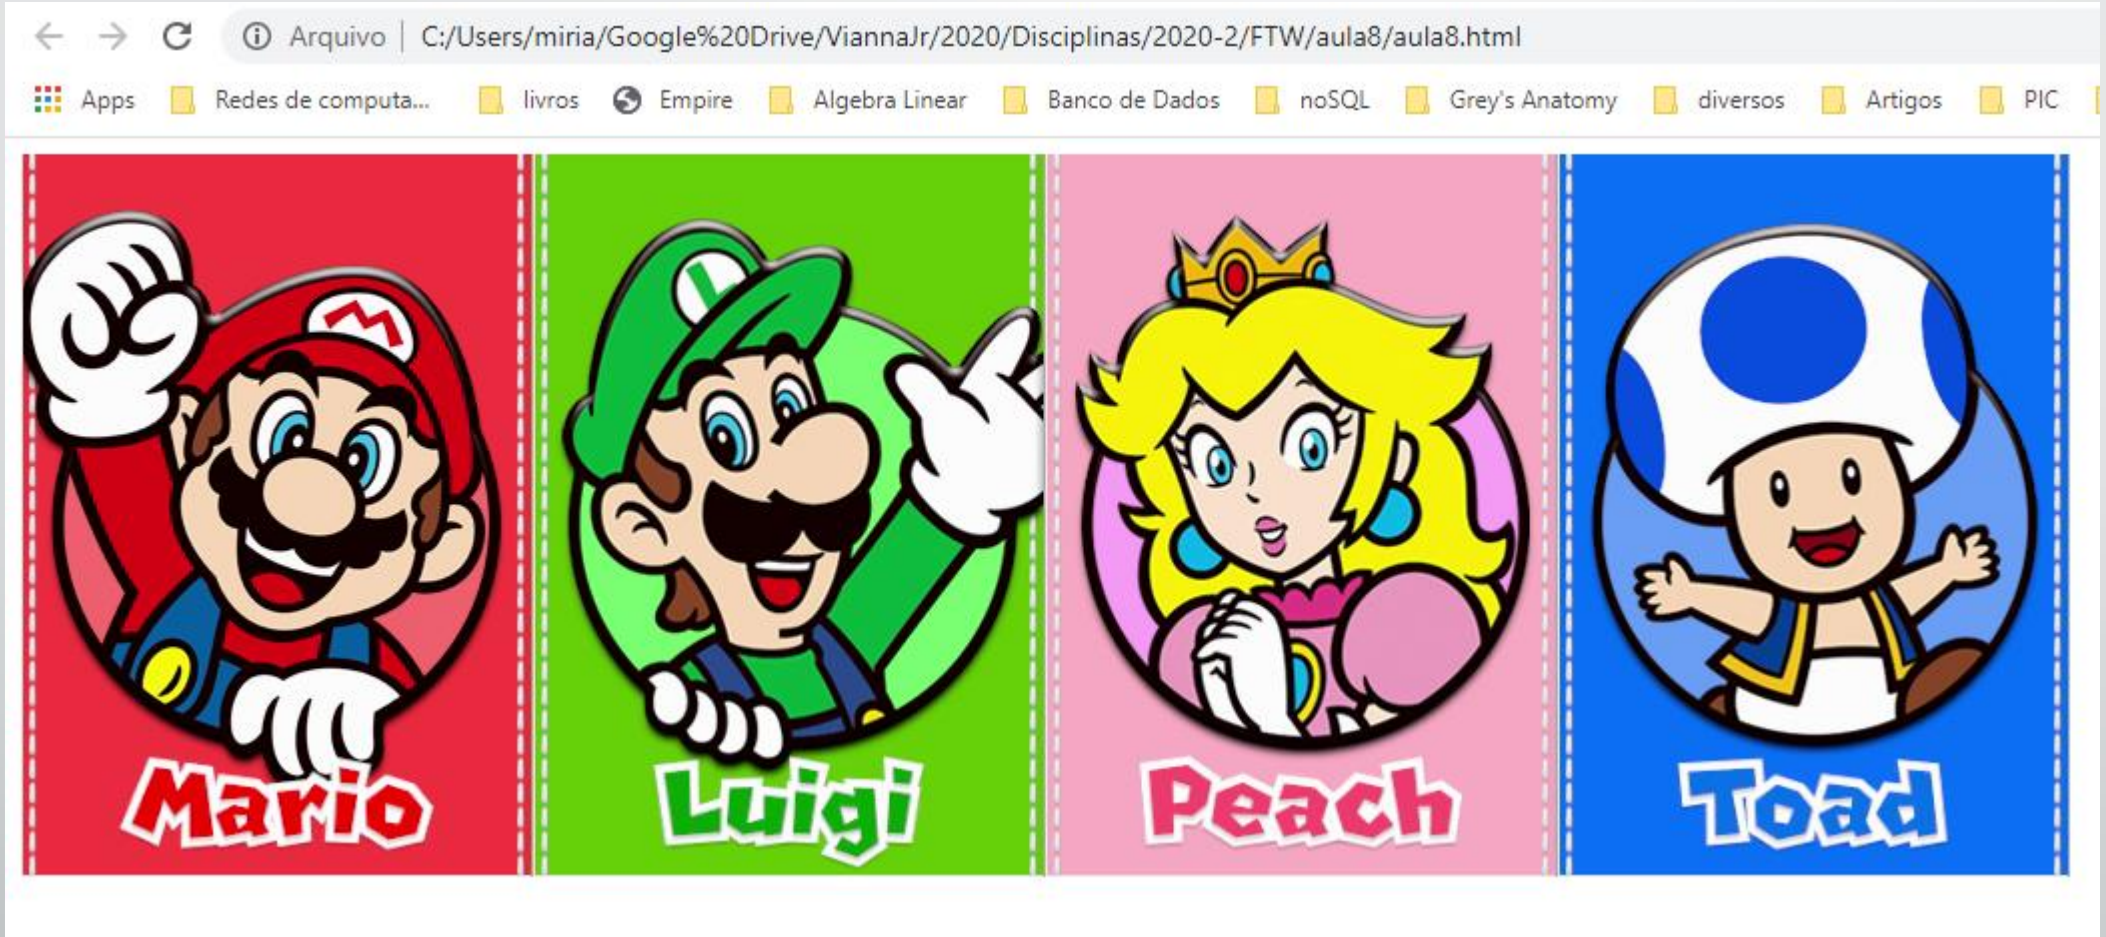 Arquivo | C:/Users/miria/Google%20Drive/ViannaJr/2020/Disciplinas/2020-2/FTW/aula8/aula8.html
Apps Redes de computa... livros Empire Algebra Linear Banco de Dados noSQL Grey's Anatomy diversos Artigos PIC
M L
Mario Luigi Peach Toad